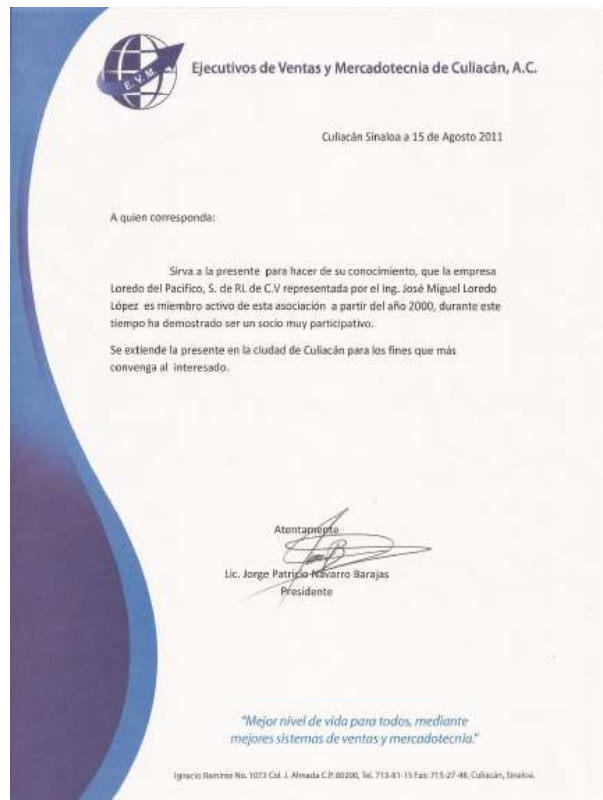 E.V.M.
Ejecutivos de Ventas y Mercadotecnia de Culiacán, A.C.
Culiacán Sinaloa a 15 de Agosto 2011
A quien corresponda:
Sirva a la presente para hacer de su conocimiento, que la empresa
Loredo del Pacifico, S. de RL de C.V representada por el Ing. José Miguel Loredo
López es miembro activo de esta asociación a partir del año 2000, durante este
tiempo ha demostrado ser un socio muy participativo.
Se extiende la presente en la ciudad de Culiacán para los fines que más
convenga al interesado.
Atentamente
Lic. Jorge Patricio Navarro Barajas
Presidente
"Mejor nivel de vida para todos, mediante
mejores sistemas de ventas y mercadotecnia."
Ignacio Ramírez No. 1073 Col. J. Almada C.P. 80200, Tel. 713-81-15 Fax: 715-27-48, Culiacán, Sinaloa.